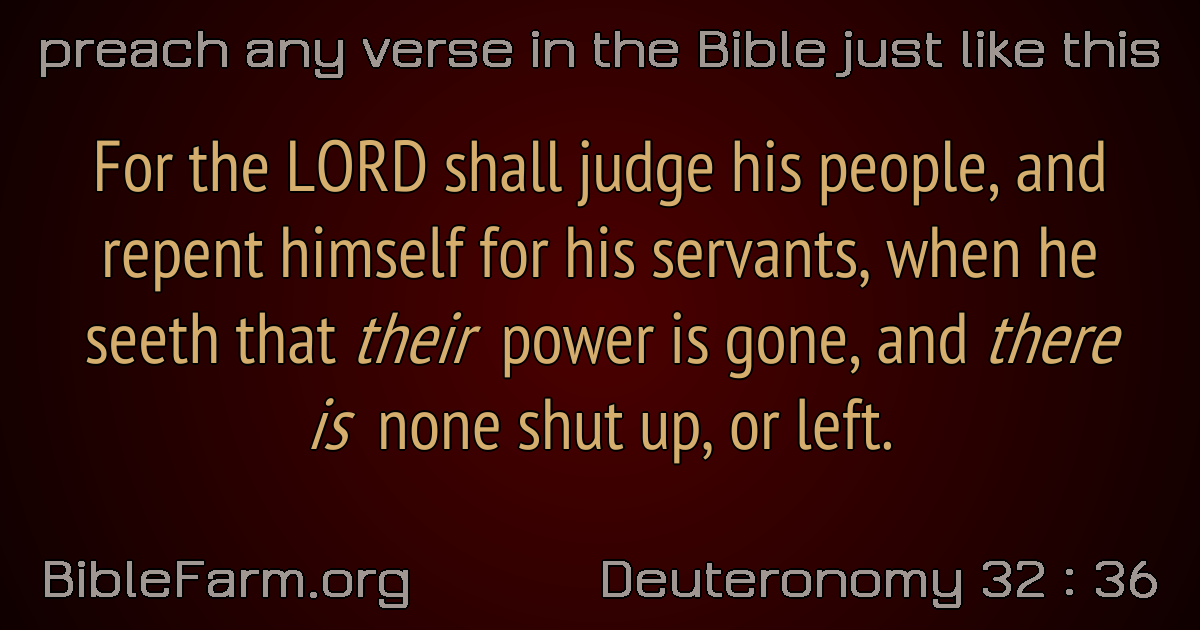 preach any verse in the Bible just like this
For the LORD shall judge his people, and
repent himself for his servants, when he
seeth that their power is gone, and there
is none shut up, or left.
BibleFarm.org
Deuteronomy 32 : 36